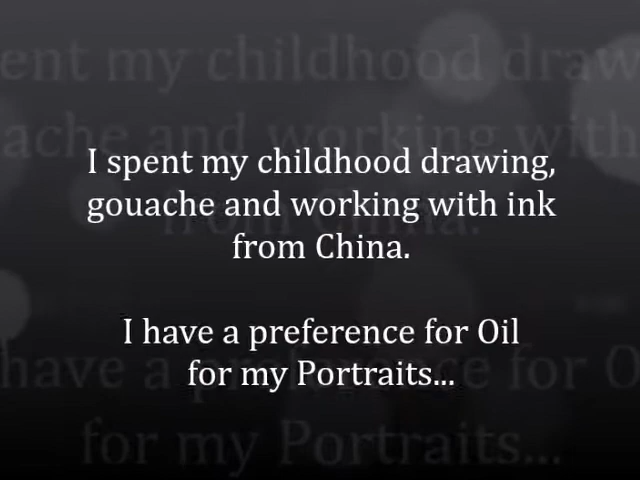 I spent my childhood drawing,
gouache and working with ink
from China.
I have a preference for Oil
for my Portraits...